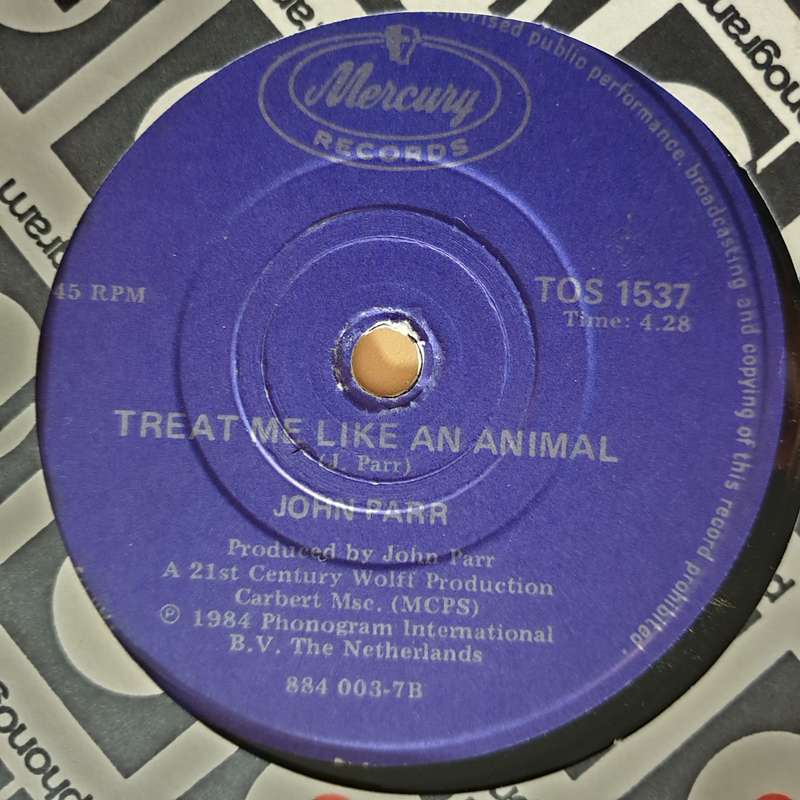 Mercury
RECORDS
authorised public performance, broadcasting and copying of this record prohibited.
45 RPM
TOS 1537
Time: 4.28
TREAT ME LIKE AN ANIMAL
(J. Parr)
JOHN PARR
Produced by John Parr
A 21st Century Wolff Production
Carbert Msc. (MCPS)
℗ 1984 Phonogram International
B.V. The Netherlands
884 003-7B
phonogram
phonogram